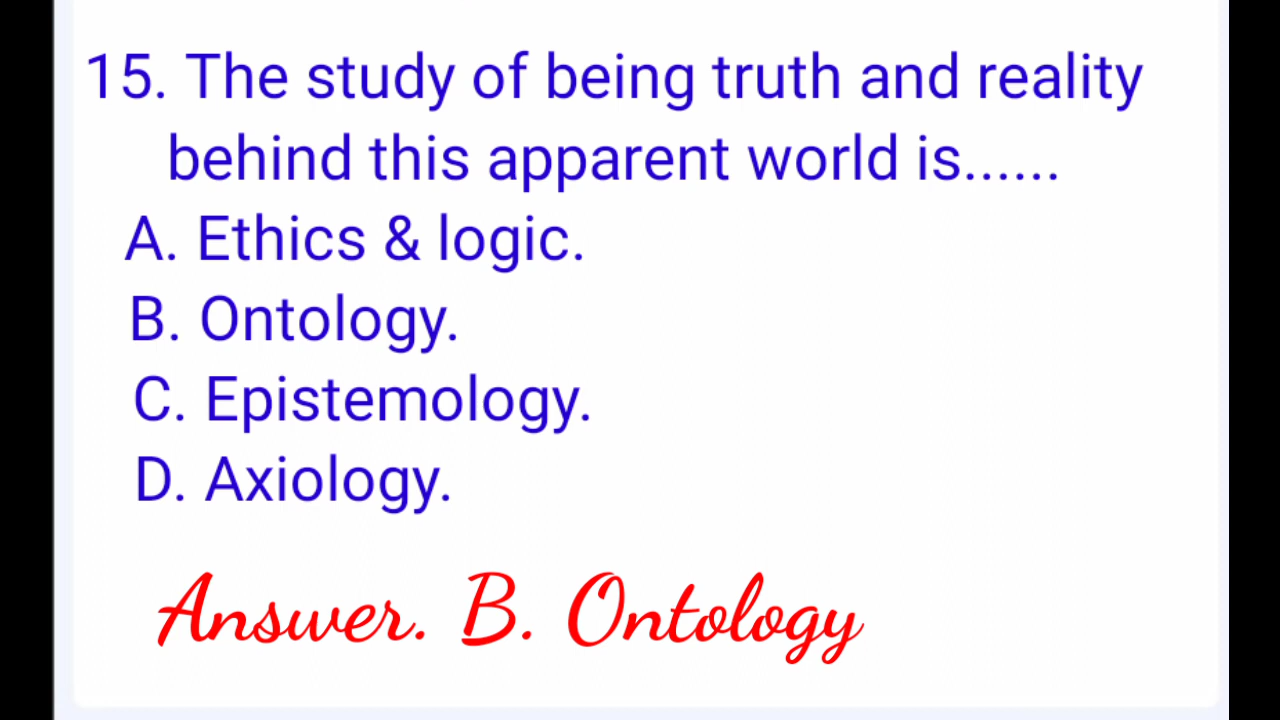 15. The study of being truth and reality
behind this apparent world is......
A. Ethics & logic.
B. Ontology.
C. Epistemology.
D. Axiology.
Answer. B. Ontology